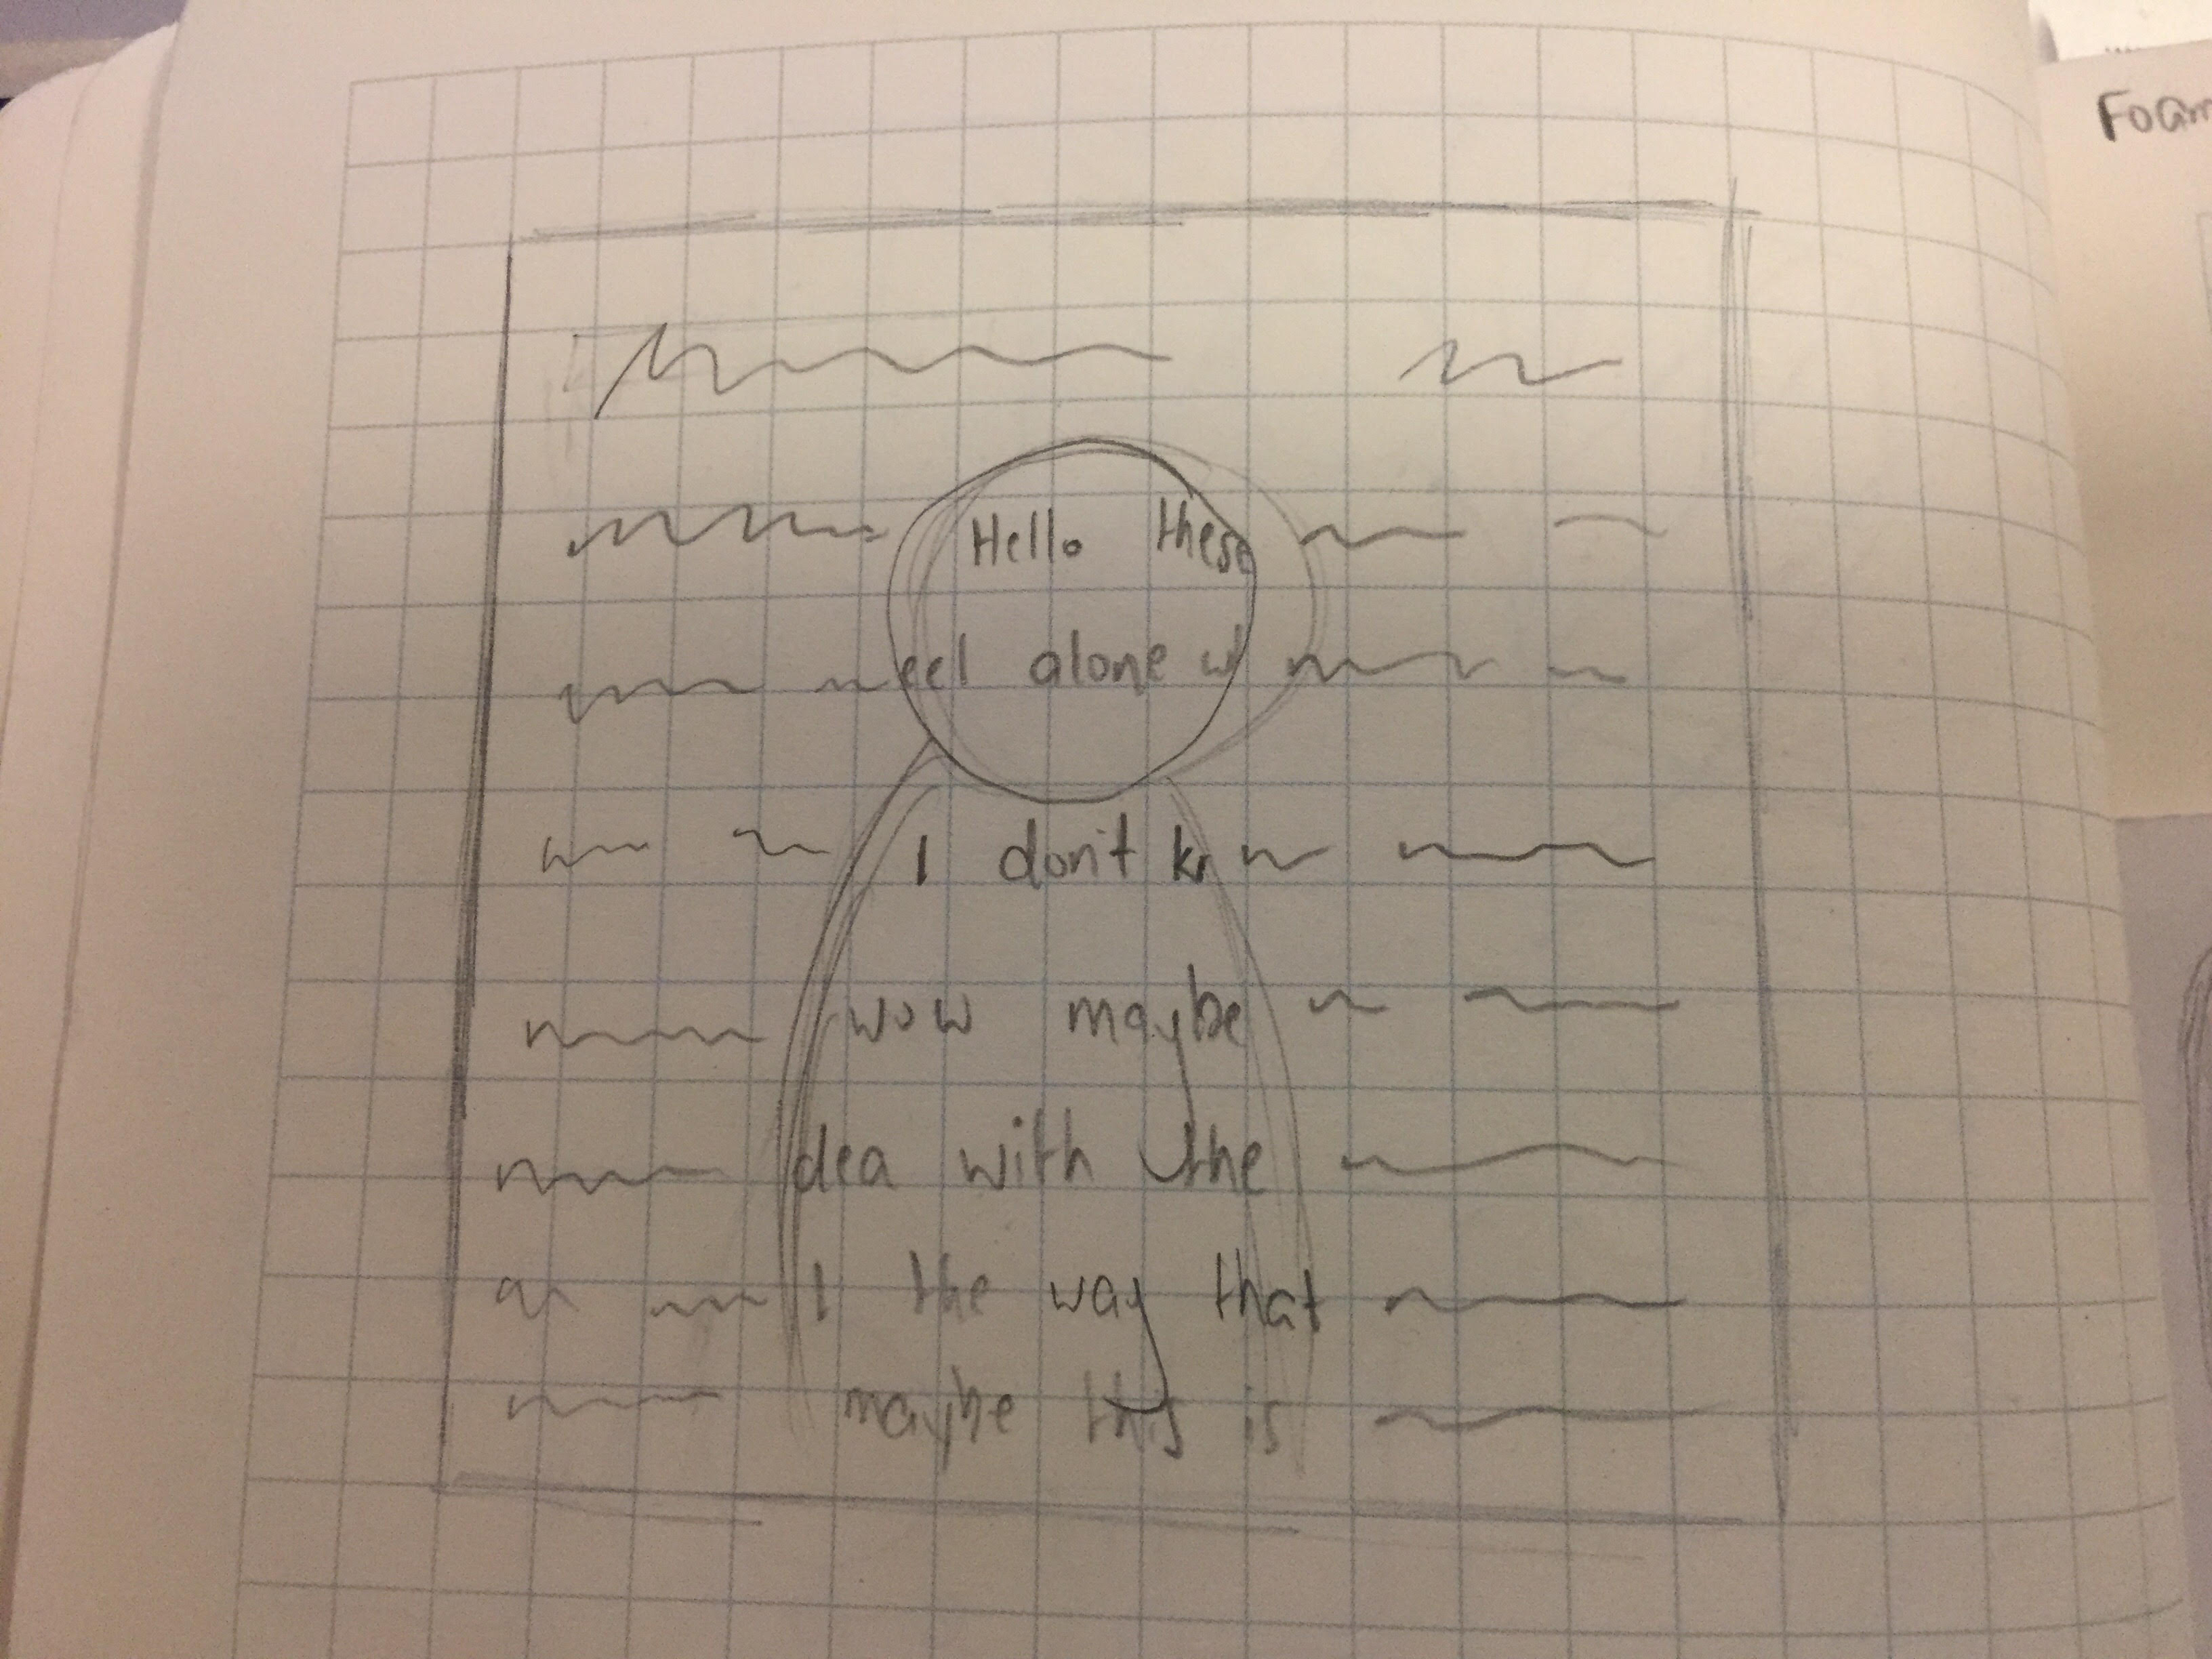 Foam
Hello these
eel alone w
I don't kn
wow maybe
dea with the
I the way that
maybe this is